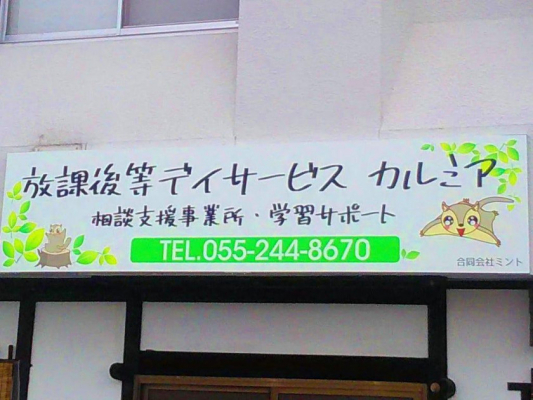 放課後等デイサービス カルミア
相談支援事業所・学習サポート
TEL.055-244-8670
合同会社ミント